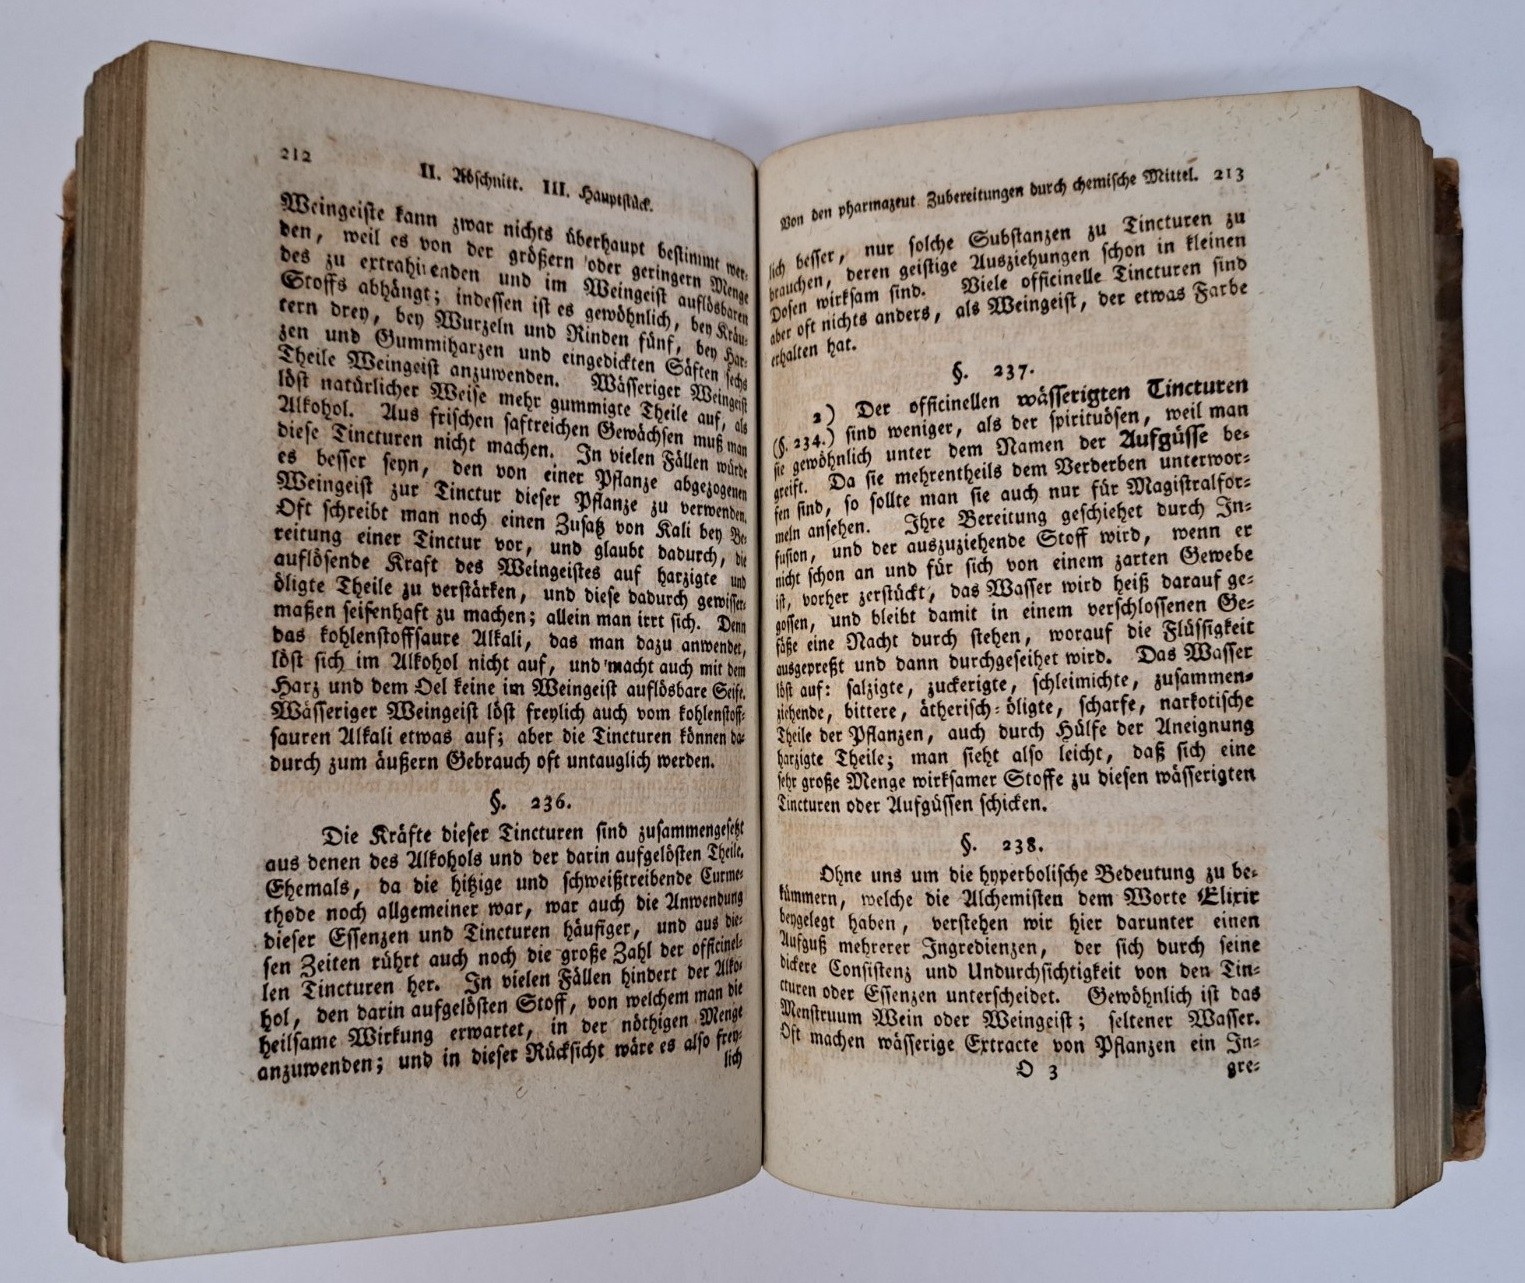 212
II. Abschnitt. III. Hauptstück.
Weingeiste kann zwar nichts überhaupt bestimmt wer-
den, weil es von der größern oder geringern Menge
des zu extrahirenden und im Weingeist auflösbaren
Stoffs abhängt; indessen ist es gewöhnlich, bey Kräu-
tern drey, bey Wurzeln und Rinden fünf, bey Har-
zen und Gummiharzen und eingedickten Säften sechs
Theile Weingeist anzuwenden. Wässeriger Weingeist
löst natürlicher Weise mehr gummigte Theile auf, als
Alkohol. Aus frischen saftreichen Gewächsen muß man
diese Tincturen nicht machen. In vielen Fällen würde
es besser seyn, den von einer Pflanze abgezogenen
Weingeist zur Tinctur dieser Pflanze zu verwenden.
Oft schreibt man noch einen Zusatz von Kali bey Be-
reitung einer Tinctur vor, und glaubt dadurch, die
auflösende Kraft des Weingeistes auf harzigte und
öligte Theile zu verstärken, und diese dadurch gewisser-
maßen seifenhaft zu machen; allein man irrt sich. Denn
das kohlenstoffsaure Alkali, das man dazu anwendet,
löst sich im Alkohol nicht auf, und macht auch mit dem
Harz und dem Oel keine im Weingeist auflösbare Seife.
Wässeriger Weingeist löst freylich auch vom kohlenstoff-
sauren Alkali etwas auf; aber die Tincturen können da-
durch zum äußern Gebrauch oft untauglich werden.
§. 236.
Die Kräfte dieser Tincturen sind zusammengesetzt
aus denen des Alkohols und der darin aufgelösten Theile.
Ehemals, da die hitzige und schweißtreibende Curme-
thode noch allgemeiner war, war auch die Anwendung
dieser Essenzen und Tincturen häufiger, und aus die-
sen Zeiten rührt auch noch die große Zahl der officinel-
len Tincturen her. In vielen Fällen hindert der Alko-
hol, den darin aufgelösten Stoff, von welchem man die
heilsame Wirkung erwartet, in der nöthigen Menge
anzuwenden; und in dieser Rücksicht wäre es also frey-
lich
Von den pharmazeut Zubereitungen durch chemische Mittel. 213
lich besser, nur solche Substanzen zu Tincturen zu
brauchen, deren geistige Ausziehungen schon in kleinen
Dosen wirksam sind. Viele officinelle Tincturen sind
aber oft nichts anders, als Weingeist, der etwas Farbe
erhalten hat.
§. 237.
2) Der officinellen wässerigten Tincturen
(§. 234.) sind weniger, als der spirituösen, weil man
sie gewöhnlich unter dem Namen der Aufgüsse be-
greift. Da sie mehrentheils dem Verderben unterwor-
fen sind, so sollte man sie auch nur für Magistralfor-
meln ansehen. Ihre Bereitung geschiehet durch In-
fusion, und der auszuziehende Stoff wird, wenn er
nicht schon an und für sich von einem zarten Gewebe
ist, vorher zerstückt, das Wasser wird heiß darauf ge-
gossen, und bleibt damit in einem verschlossenen Ge-
fäße eine Nacht durch stehen, worauf die Flüssigkeit
ausgepreßt und dann durchgeseihet wird. Das Wasser
löst auf: salzigte, zuckerigte, schleimichte, zusammen-
ziehende, bittere, ätherisch-öligte, scharfe, narkotische
Theile der Pflanzen, auch durch Hülfe der Aneignung
harzigte Theile; man sieht also leicht, daß sich eine
sehr große Menge wirksamer Stoffe zu diesen wässerigten
Tincturen oder Aufgüssen schicken.
§. 238.
Ohne uns um die hyperbolische Bedeutung zu be-
kümmern, welche die Alchemisten dem Worte Elixir
beygelegt haben, verstehen wir hier darunter einen
Aufguß mehrerer Ingredienzen, der sich durch seine
dickere Consistenz und Undurchsichtigkeit von den Tin-
cturen oder Essenzen unterscheidet. Gewöhnlich ist das
Menstruum Wein oder Weingeist; seltener Wasser.
Oft machen wässerige Extracte von Pflanzen ein In-
O 3
gre-